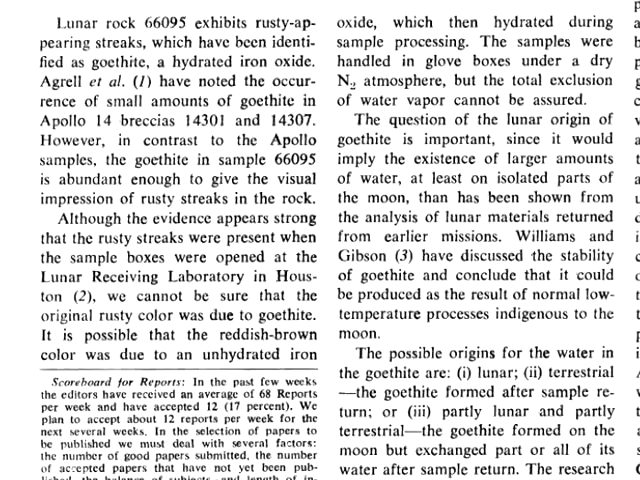 Lunar rock 66095 exhibits rusty-ap-
pearing streaks, which have been identi-
fied as goethite, a hydrated iron oxide.
Agrell et al. (1) have noted the occur-
rence of small amounts of goethite in
Apollo 14 breccias 14301 and 14307.
However, in contrast to the Apollo
samples, the goethite in sample 66095
is abundant enough to give the visual
impression of rusty streaks in the rock.
Although the evidence appears strong
that the rusty streaks were present when
the sample boxes were opened at the
Lunar Receiving Laboratory in Hous-
ton (2), we cannot be sure that the
original rusty color was due to goethite.
It is possible that the reddish-brown
color was due to an unhydrated iron
Scoreboard for Reports: In the past few weeks
the editors have received an average of 68 Reports
per week and have accepted 12 (17 percent). We
plan to accept about 12 reports per week for the
next several weeks. In the selection of papers to
be published we must deal with several factors:
the number of good papers submitted, the number
of accepted papers that have not yet been pub-
oxide, which then hydrated during
sample processing. The samples were
handled in glove boxes under a dry
N2 atmosphere, but the total exclusion
of water vapor cannot be assured.
The question of the lunar origin of
goethite is important, since it would
imply the existence of larger amounts
of water, at least on isolated parts of
the moon, than has been shown from
the analysis of lunar materials returned
from earlier missions. Williams and
Gibson (3) have discussed the stability
of goethite and conclude that it could
be produced as the result of normal low-
temperature processes indigenous to the
moon.
The possible origins for the water in
the goethite are: (i) lunar; (ii) terrestrial
—the goethite formed after sample re-
turn; or (iii) partly lunar and partly
terrestrial—the goethite formed on the
moon but exchanged part or all of its
water after sample return. The research